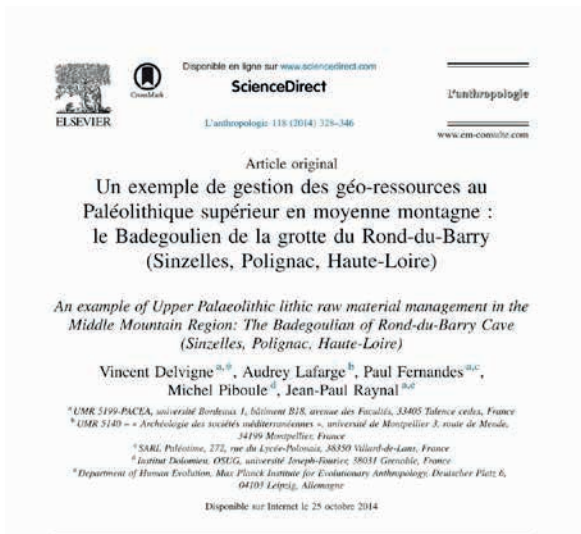 Disponible en ligne sur www.sciencedirect.com
ScienceDirect
ELSEVIER
CrossMark
L'anthropologie 118 (2014) 328–346
L'anthropologie
www.em-consulte.com
Article original
Un exemple de gestion des géo-ressources au
Paléolithique supérieur en moyenne montagne :
le Badegoulien de la grotte du Rond-du-Barry
(Sinzelles, Polignac, Haute-Loire)
An example of Upper Palaeolithic lithic raw material management in the
Middle Mountain Region: The Badegoulian of Rond-du-Barry Cave
(Sinzelles, Polignac, Haute-Loire)
Vincent Delvigne a,*, Audrey Lafarge b, Paul Fernandes a,c,
Michel Piboule d, Jean-Paul Raynal a,e
a UMR 5199-PACEA, université Bordeaux 1, bâtiment B18, avenue des Facultés, 33405 Talence cedex, France
b UMR 5140 – « Archéologie des sociétés méditerranéennes », université de Montpellier 3, route de Mende,
34199 Montpellier, France
c SARL Paléotime, 272, rue du Lycée-Polonais, 38350 Villard-de-Lans, France
d Institut Dolomieu, OSUG, université Joseph-Fourier, 38031 Grenoble, France
e Department of Human Evolution, Max Planck Institute for Evolutionary Anthropology, Deutscher Platz 6,
04103 Leipzig, Allemagne
Disponible sur Internet le 25 octobre 2014